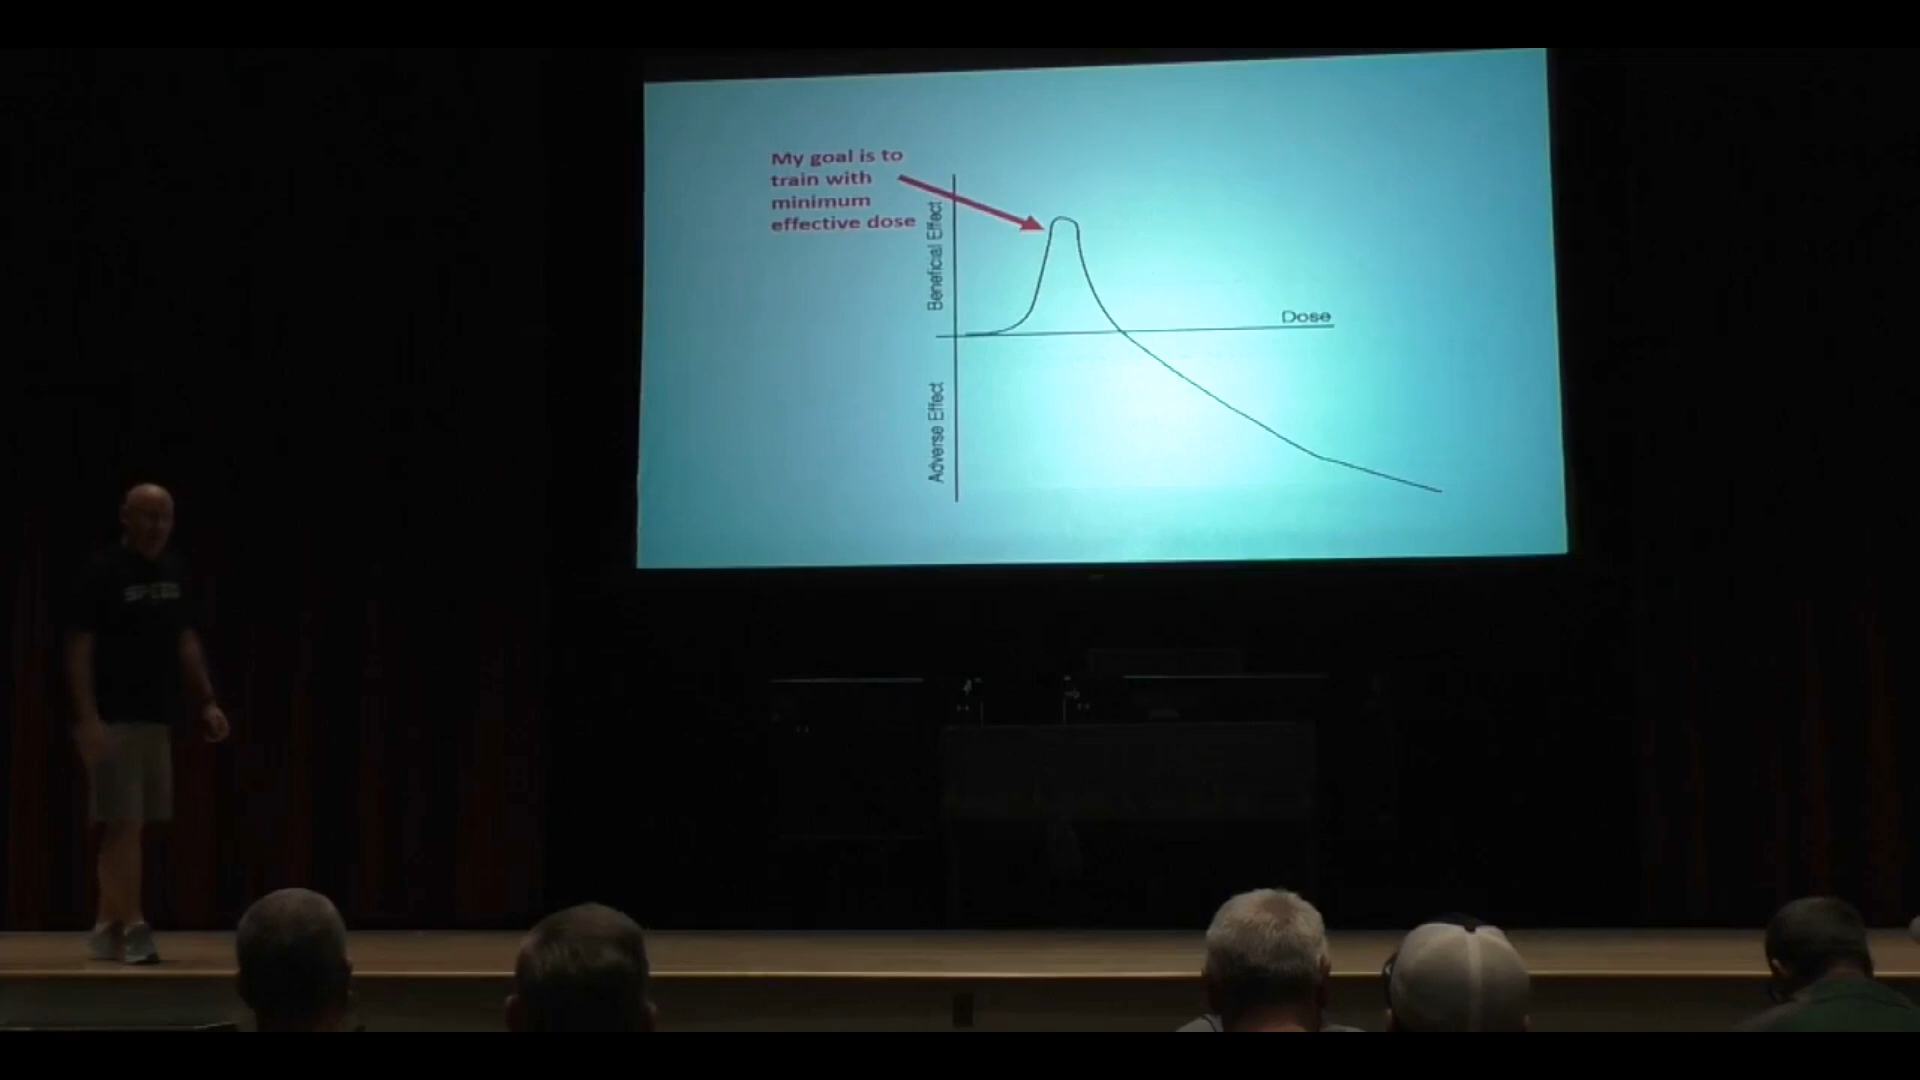 My goal is to
train with
minimum
effective dose
Beneficial Effect
Dose
Adverse Effect